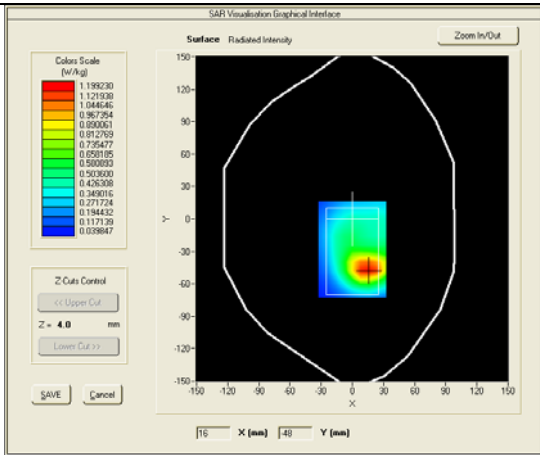 SAR Visualisation Graphical Interface
Surface Radiated Intensity
Zoom In/Out
Colors Scale
(W/kg)
1.199230
1.121938
1.044646
0.967354
0.890061
0.812769
0.735477
0.658185
0.580893
0.503600
0.426308
0.349016
0.271724
0.194432
0.117139
0.039847
Z-Cuts Control
<< Upper Cut
Z = 4.0 mm
Lower Cut >>
SAVE Cancel
150-
120-
90-
60-
30-
0-
-30-
-60-
-90-
-120-
-150-
Y
-150 -120 -90 -60 -30 0 30 60 90 120 150
X
16 X (mm) -48 Y (mm)